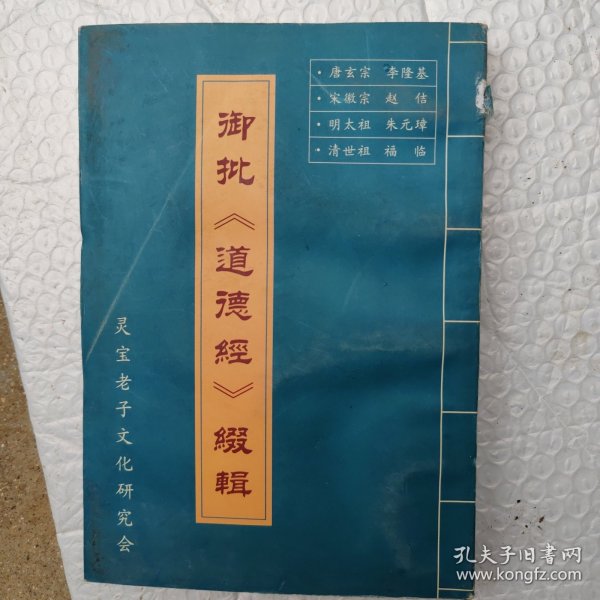 · 唐玄宗 李隆基
· 宋徽宗 赵佶
· 明太祖 朱元璋
· 清世祖 福临
御批《道德經》綴輯
灵宝老子文化研究会
孔夫子旧書网
www.kongfz.com